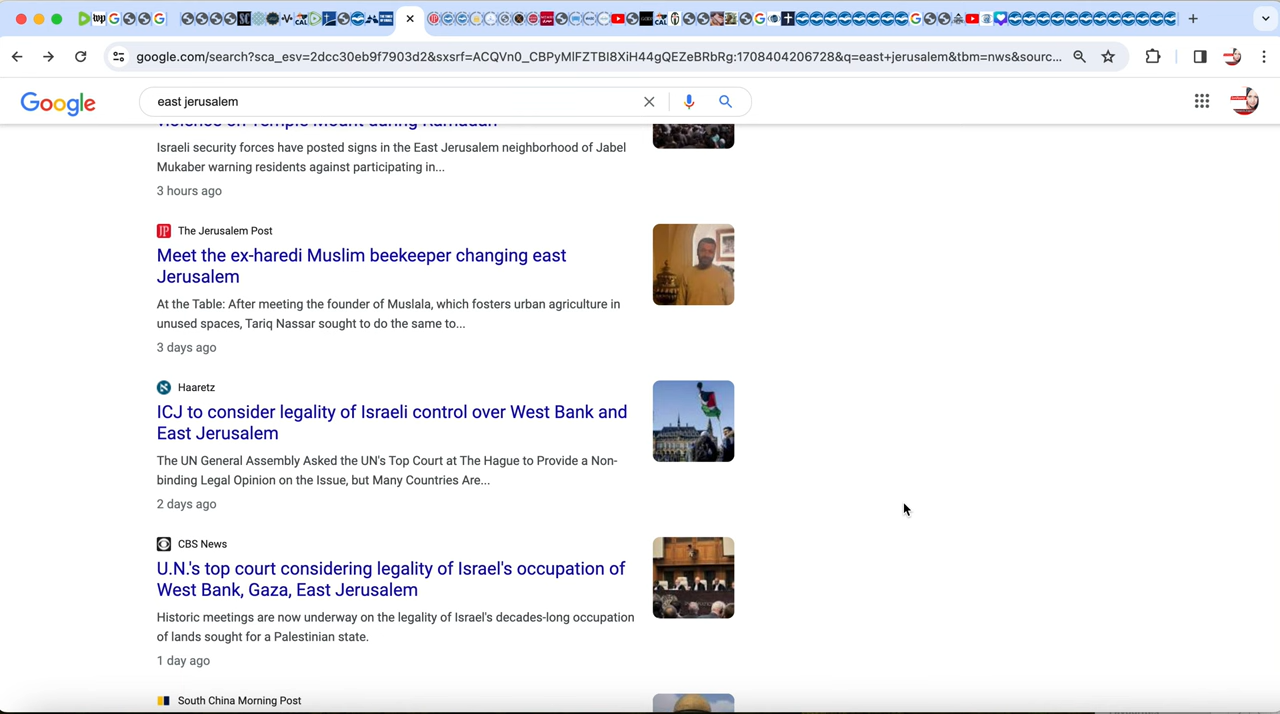 google.com/search?sca_esv=2dcc30eb9f7903d2&sxsrf=ACQVn0_CBPyMlFZTBI8XiH44gQEZeBRbRg:1708404206728&q=east+jerusalem&tbm=nws&sourc...
Google
east jerusalem
violence on Temple Mount during Ramadan
Israeli security forces have posted signs in the East Jerusalem neighborhood of Jabel
Mukaber warning residents against participating in...
3 hours ago
JP The Jerusalem Post
Meet the ex-haredi Muslim beekeeper changing east
Jerusalem
At the Table: After meeting the founder of Muslala, which fosters urban agriculture in
unused spaces, Tariq Nassar sought to do the same to...
3 days ago
Haaretz
ICJ to consider legality of Israeli control over West Bank and
East Jerusalem
The UN General Assembly Asked the UN's Top Court at The Hague to Provide a Non-
binding Legal Opinion on the Issue, but Many Countries Are...
2 days ago
CBS News
U.N.'s top court considering legality of Israel's occupation of
West Bank, Gaza, East Jerusalem
Historic meetings are now underway on the legality of Israel's decades-long occupation
of lands sought for a Palestinian state.
1 day ago
South China Morning Post